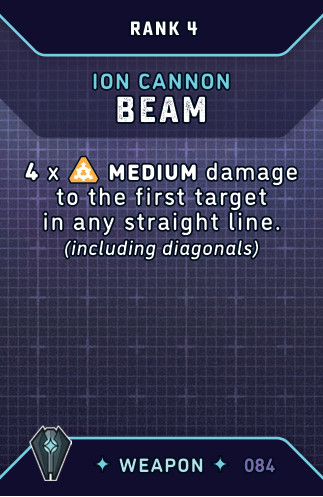 RANK 4
ION CANNON
BEAM
4 x MEDIUM damage
to the first target
in any straight line.
(including diagonals)
WEAPON 084